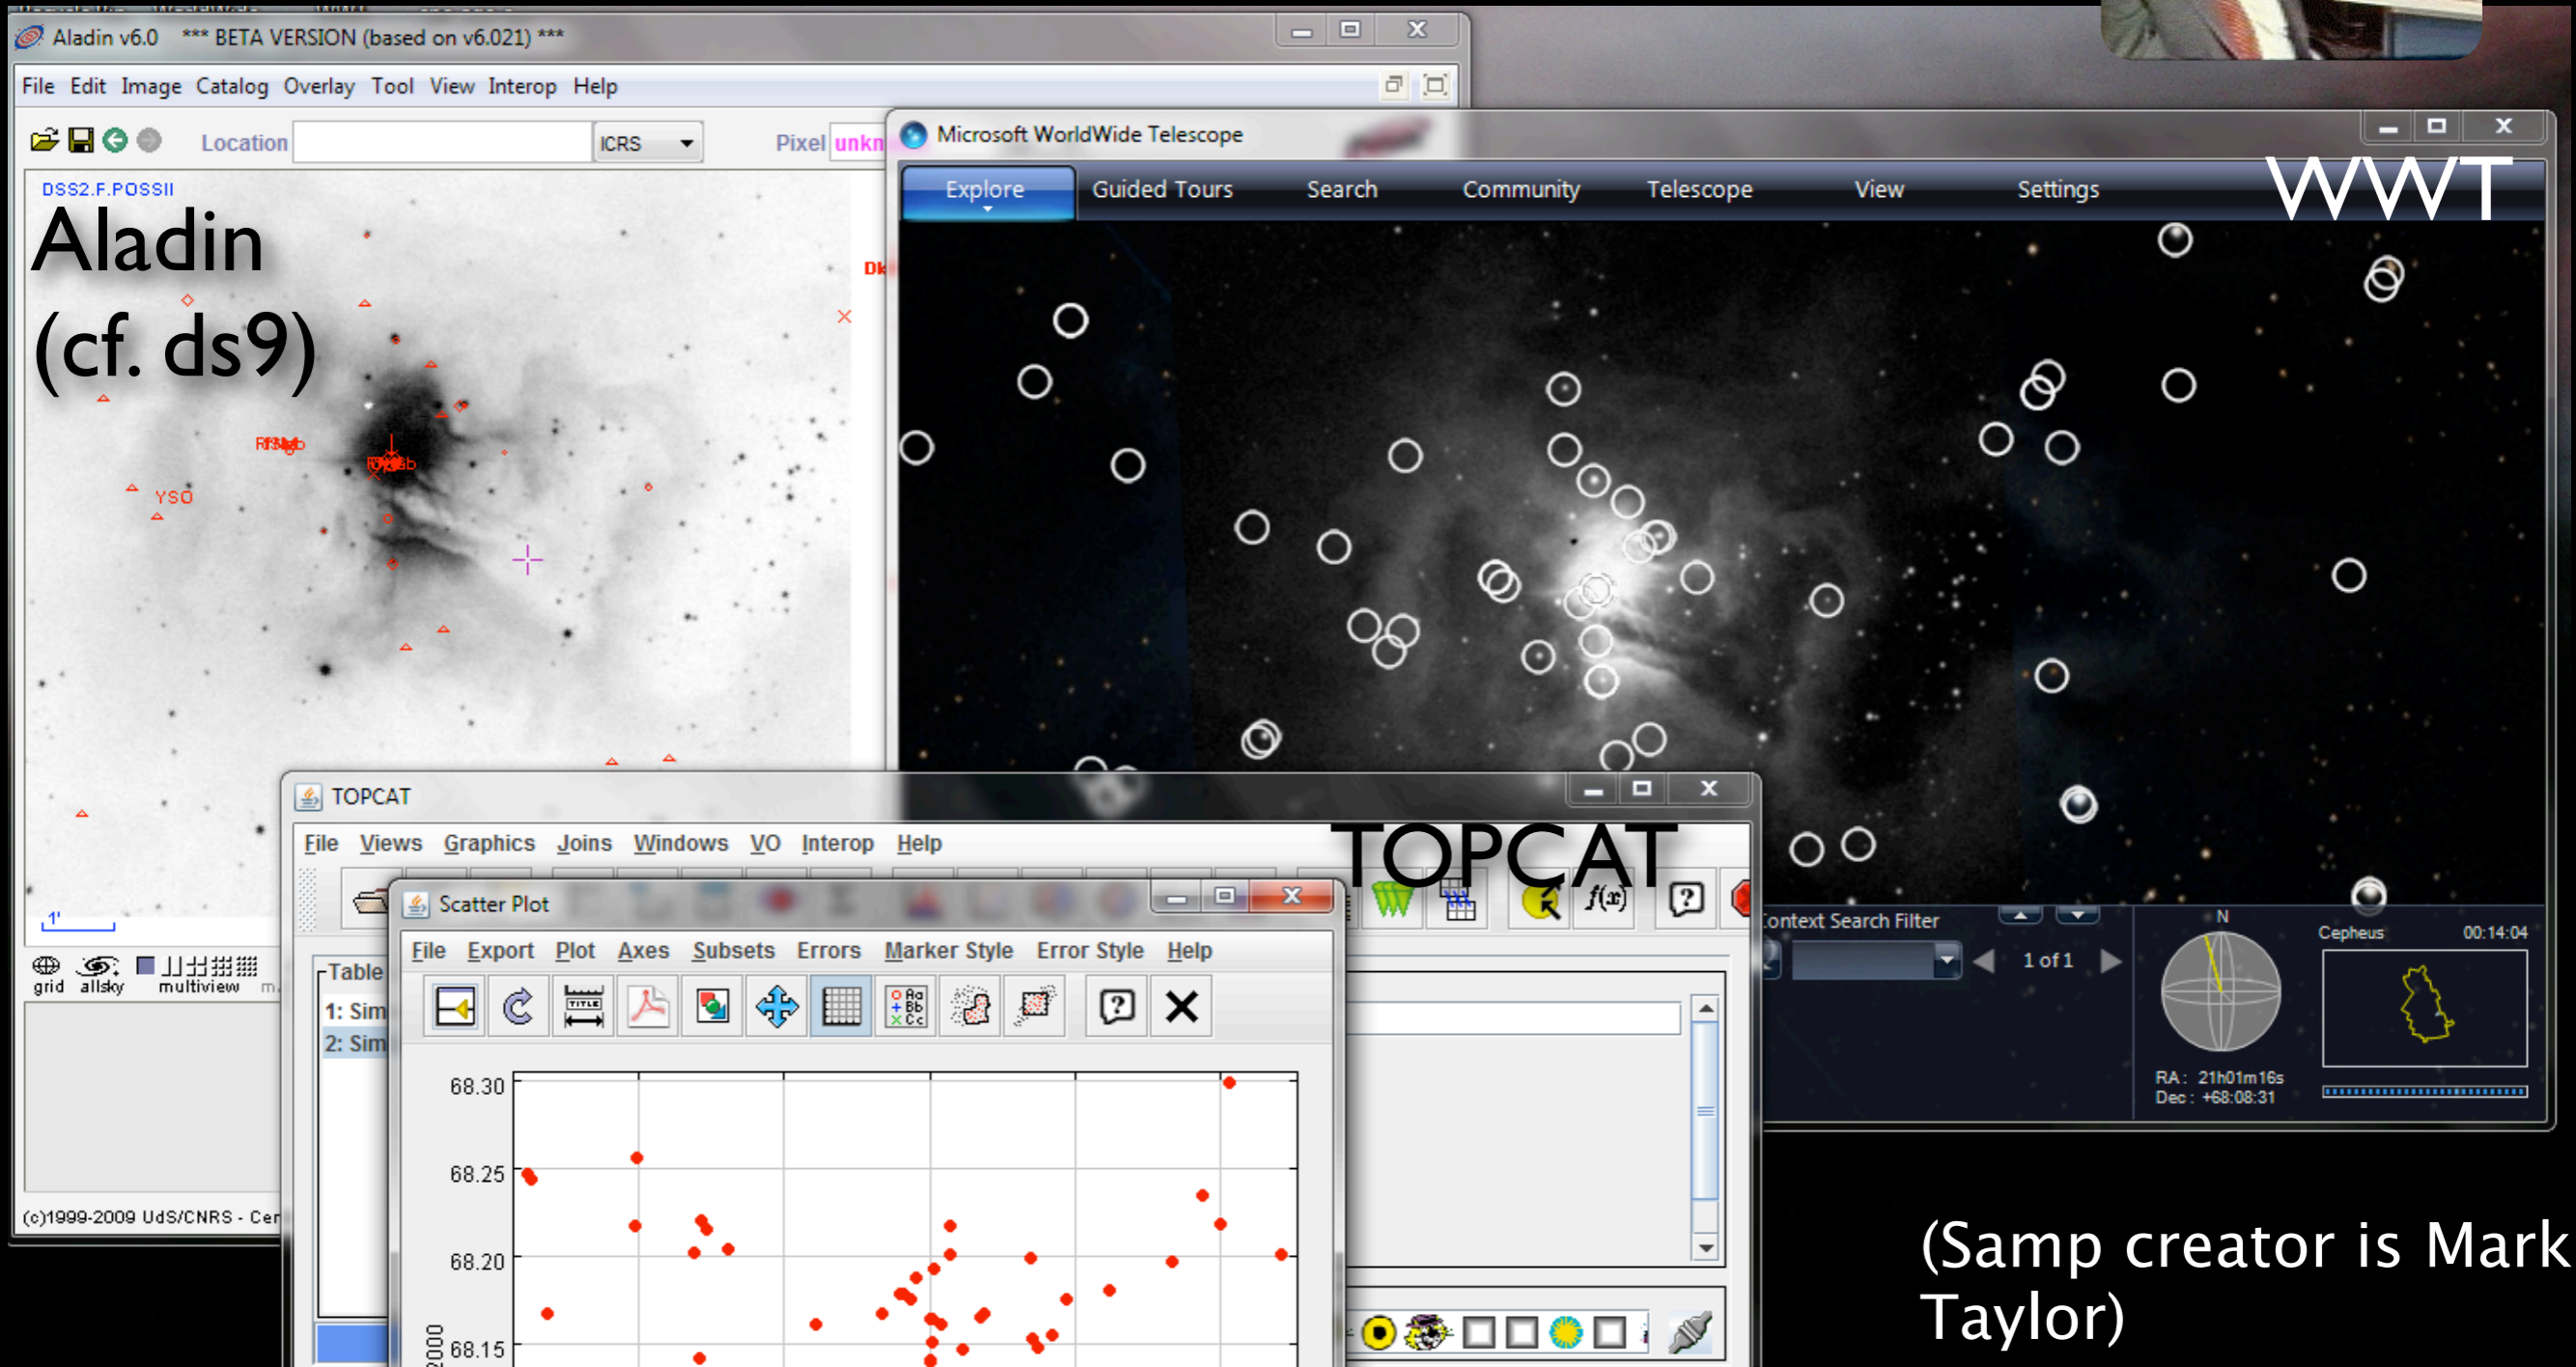 Aladin v6.0 *** BETA VERSION (based on v6.021) ***
File Edit Image Catalog Overlay Tool View Interop Help
Location ICRS Pixel
DSS2.F.POSSII
Aladin
(cf. ds9)
YSO
1'
grid allsky multiview
(c)1999-2009 UdS/CNRS -
Microsoft WorldWide Telescope
WWT
Explore Guided Tours Search Community Telescope View Settings
Context Search Filter
1 of 1
N
Cepheus 00:14:04
RA : 21h01m16s
Dec : +68:08:31
TOPCAT
File Views Graphics Joins Windows VO Interop Help
TOPCAT
f(x)
Table
1: Sim
2: Sim
Scatter Plot
File Export Plot Axes Subsets Errors Marker Style Error Style Help
TITLE
Aa
Bb
Cc
68.30
68.25
68.20
68.15
(Samp creator is Mark
Taylor)